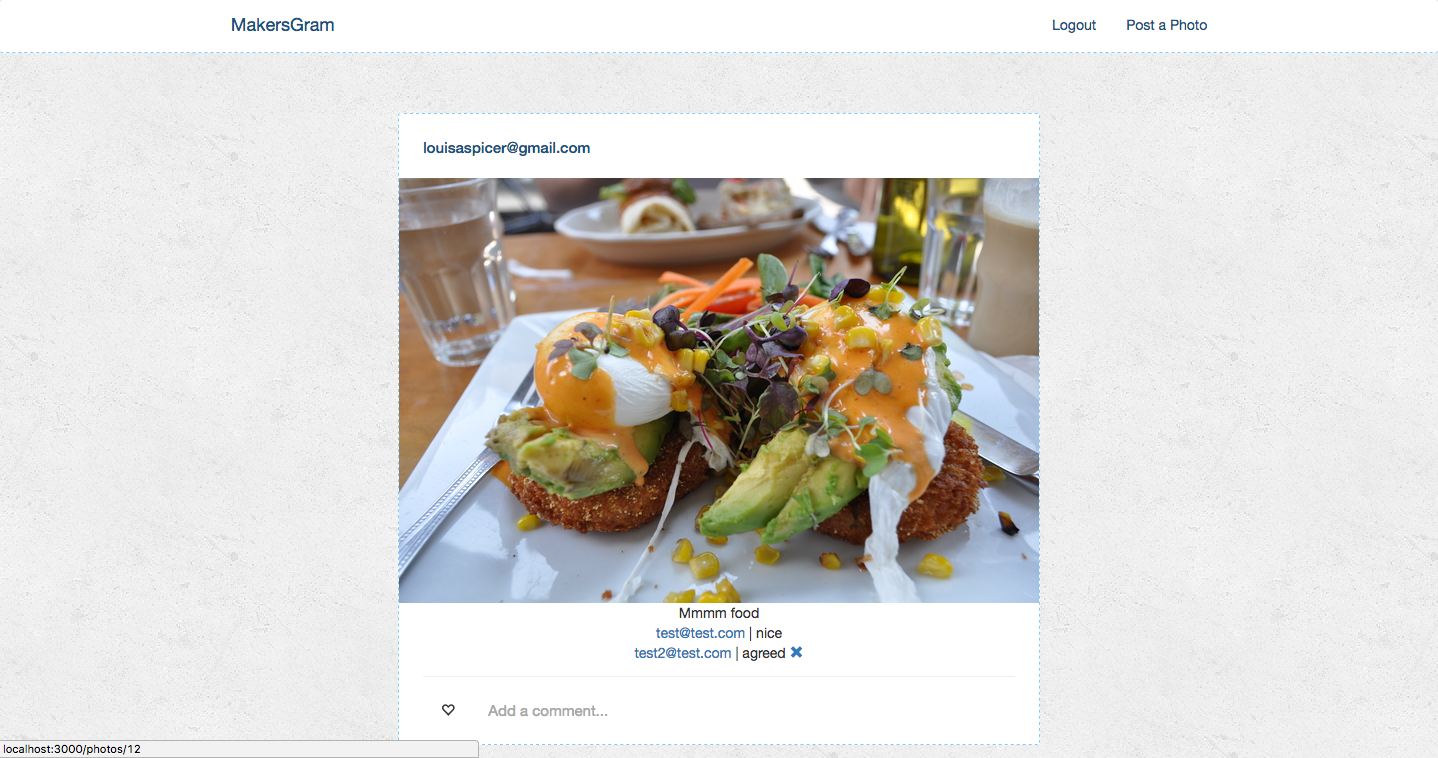 MakersGram Logout Post a Photo
louisaspicer@gmail.com
Mmmm food
test@test.com | nice
test2@test.com | agreed ✖
Add a comment...
localhost:3000/photos/12